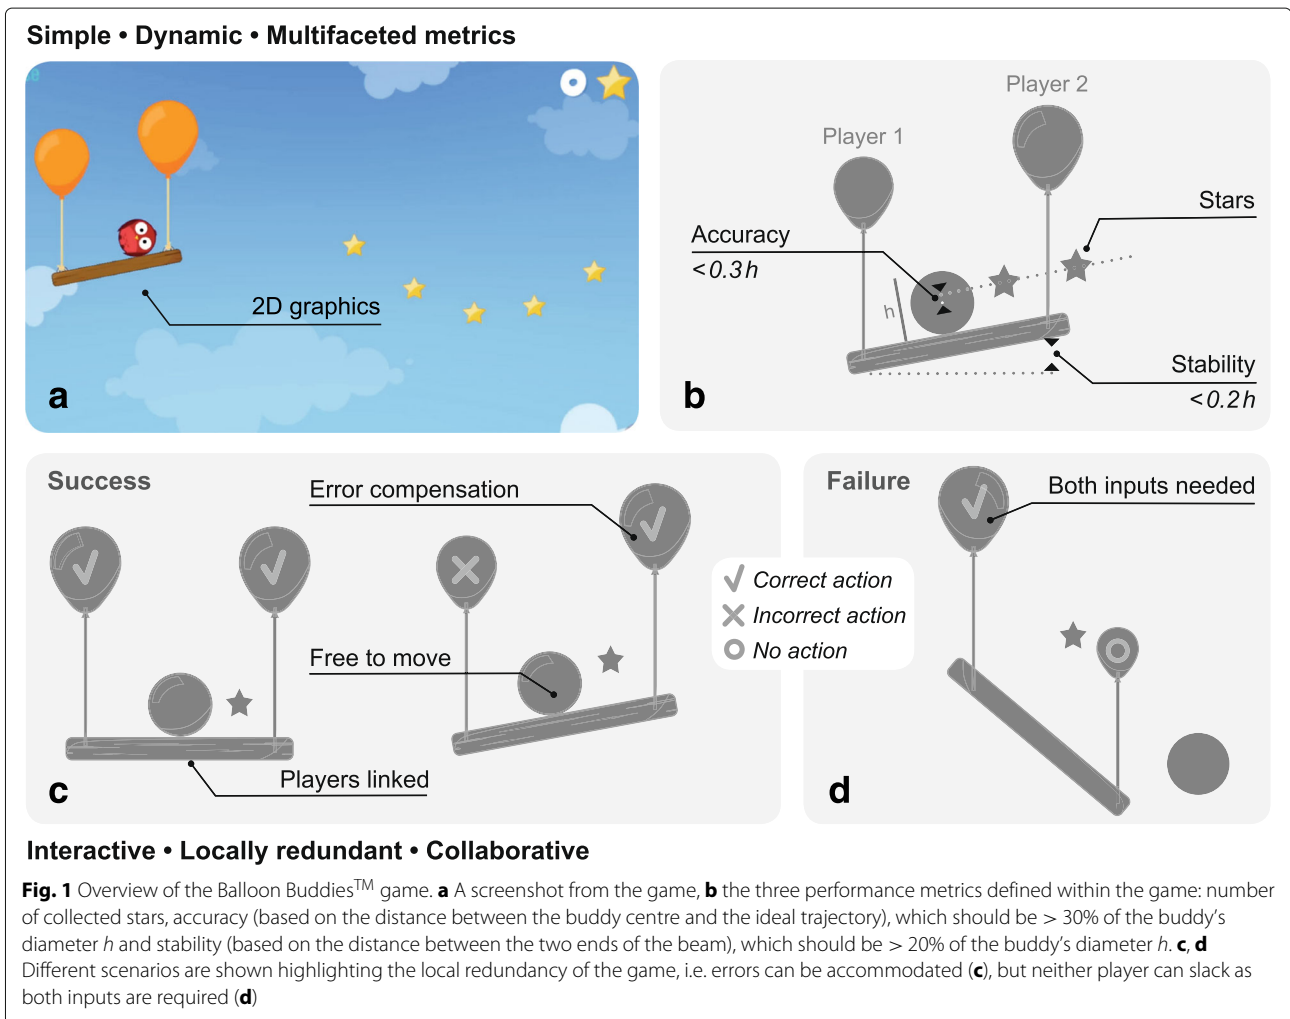 Simple • Dynamic • Multifaceted metrics
2D graphics
a
Player 1
Player 2
Accuracy
<0.3h
Stars
h
Stability
<0.2h
b
Success
Error compensation
Free to move
Players linked
c
Correct action
Incorrect action
No action
Failure
Both inputs needed
d
Interactive • Locally redundant • Collaborative
Fig. 1 Overview of the Balloon Buddies™ game. a A screenshot from the game, b the three performance metrics defined within the game: number
of collected stars, accuracy (based on the distance between the buddy centre and the ideal trajectory), which should be > 30% of the buddy's
diameter h and stability (based on the distance between the two ends of the beam), which should be > 20% of the buddy's diameter h. c, d
Different scenarios are shown highlighting the local redundancy of the game, i.e. errors can be accommodated (c), but neither player can slack as
both inputs are required (d)